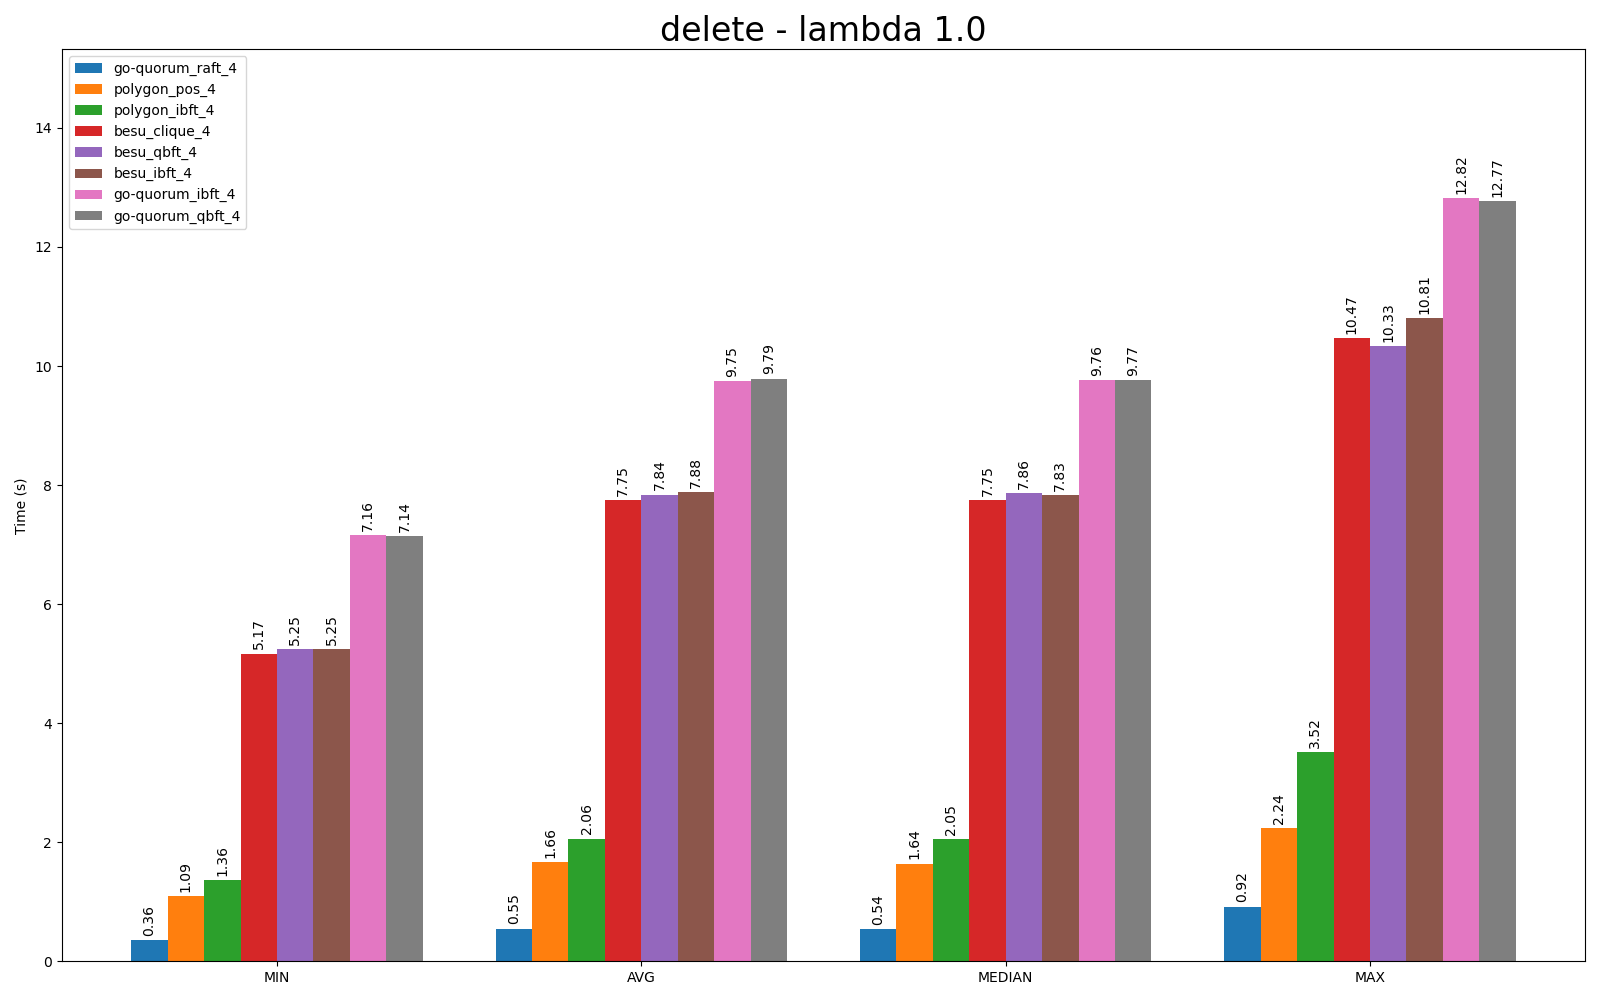 delete - lambda 1.0
go-quorum_raft_4
polygon_pos_4
polygon_ibft_4
besu_clique_4
besu_qbft_4
besu_ibft_4
go-quorum_ibft_4
go-quorum_qbft_4
Time (s)
14
12
10
8
6
4
2
0
0.36
1.09
1.36
5.17
5.25
5.25
7.16
7.14
0.55
1.66
2.06
7.75
7.84
7.88
9.75
9.79
0.54
1.64
2.05
7.75
7.86
7.83
9.76
9.77
0.92
2.24
3.52
10.47
10.33
10.81
12.82
12.77
MIN
AVG
MEDIAN
MAX